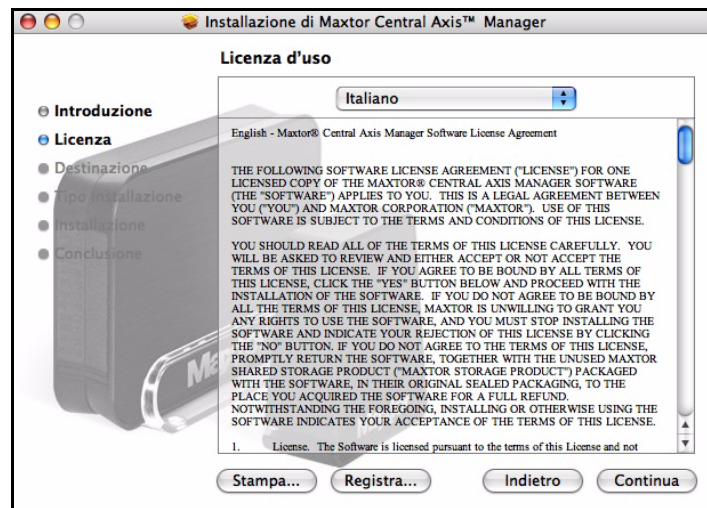 Installazione di Maxtor Central Axis™ Manager
Licenza d'uso
Introduzione
Licenza
Destinazione
Tipo Installazione
Installazione
Conclusione
Italiano
English - Maxtor® Central Axis Manager Software License Agreement
THE FOLLOWING SOFTWARE LICENSE AGREEMENT ("LICENSE") FOR ONE
LICENSED COPY OF THE MAXTOR® CENTRAL AXIS MANAGER SOFTWARE
(THE "SOFTWARE") APPLIES TO YOU.  THIS IS A LEGAL AGREEMENT BETWEEN
YOU ("YOU") AND MAXTOR CORPORATION ("MAXTOR").  USE OF THIS
SOFTWARE IS SUBJECT TO THE TERMS AND CONDITIONS OF THIS LICENSE.
YOU SHOULD READ ALL OF THE TERMS OF THIS LICENSE CAREFULLY.  YOU
WILL BE ASKED TO REVIEW AND EITHER ACCEPT OR NOT ACCEPT THE
TERMS OF THIS LICENSE.  IF YOU AGREE TO BE BOUND BY ALL TERMS OF
THIS LICENSE, CLICK THE "YES" BUTTON BELOW AND PROCEED WITH THE
INSTALLATION OF THE SOFTWARE.  IF YOU DO NOT AGREE TO BE BOUND BY
ALL THE TERMS OF THIS LICENSE, MAXTOR IS UNWILLING TO GRANT YOU
ANY RIGHTS TO USE THE SOFTWARE, AND YOU MUST STOP INSTALLING THE
SOFTWARE AND INDICATE YOUR REJECTION OF THIS LICENSE BY CLICKING
THE "NO" BUTTON. IF YOU DO NOT AGREE TO THE TERMS OF THIS LICENSE,
PROMPTLY RETURN THE SOFTWARE, TOGETHER WITH THE UNUSED MAXTOR
SHARED STORAGE PRODUCT ("MAXTOR STORAGE PRODUCT") PACKAGED
WITH THE SOFTWARE, IN THEIR ORIGINAL SEALED PACKAGING, TO THE
PLACE YOU ACQUIRED THE SOFTWARE FOR A FULL REFUND.
NOTWITHSTANDING THE FOREGOING, INSTALLING OR OTHERWISE USING THE
SOFTWARE INDICATES YOUR ACCEPTANCE OF THE TERMS OF THIS LICENSE.
1. License. The Software is licensed pursuant to the terms of this License and not
Stampa...
Registra...
Indietro
Continua